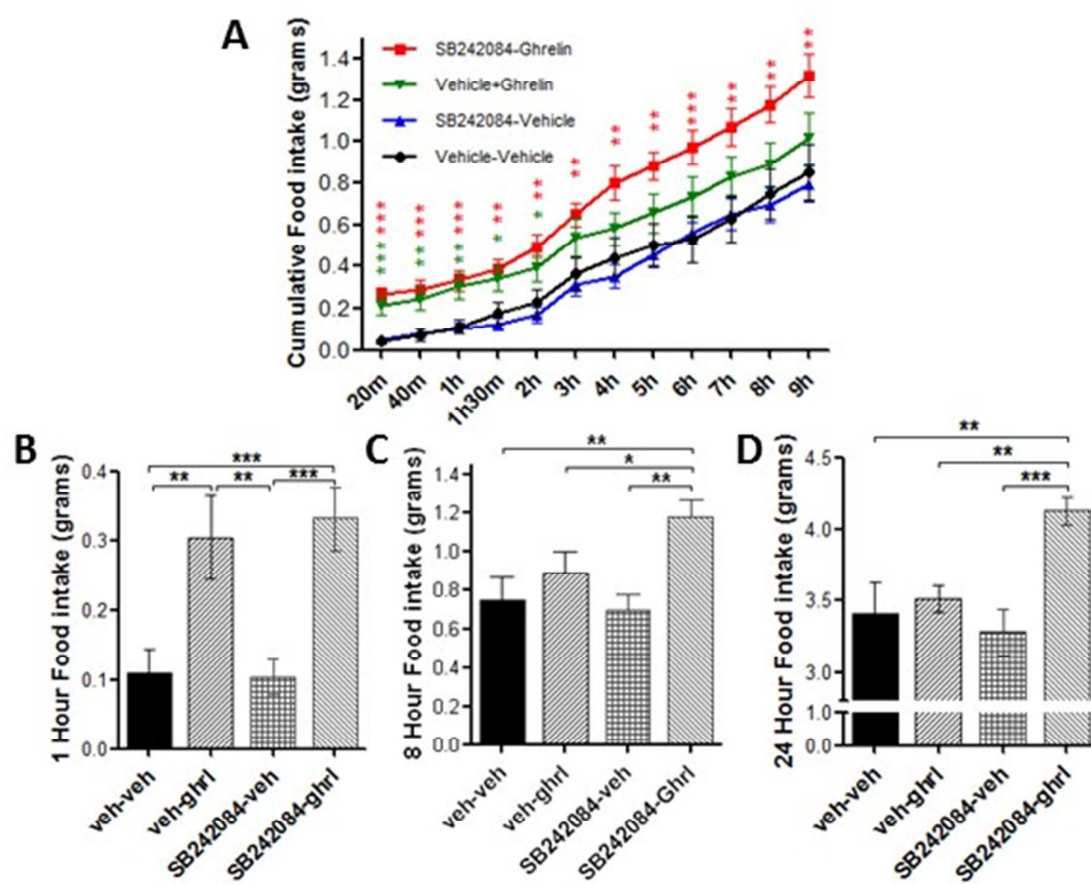 A
Cumulative Food intake (grams)
1.4
1.2
1.0
0.8
0.6
0.4
0.2
0.0
SB242084-Ghrelin
Vehicle+Ghrelin
SB242084-Vehicle
Vehicle-Vehicle
*** *** *** ** ** ** ** ** *** ** ** **
*** ** ** * *
20m 40m 1h 1h30m 2h 3h 4h 5h 6h 7h 8h 9h
B
1 Hour Food intake (grams)
0.4
0.3
0.2
0.1
0.0
***
** ** ***
veh-veh veh-ghrl SB242084-veh SB242084-ghrl
C
8 Hour Food intake (grams)
1.4
1.2
1.0
0.8
0.6
0.4
0.2
0.0
**
*
**
veh-veh veh-ghrl SB242084-veh SB242084-Ghrl
D
24 Hour Food intake (grams)
4.5
4.0
3.5
3.0
1.0
0.0
**
**
***
veh-veh veh-ghrl SB242084-veh SB242084-ghrl